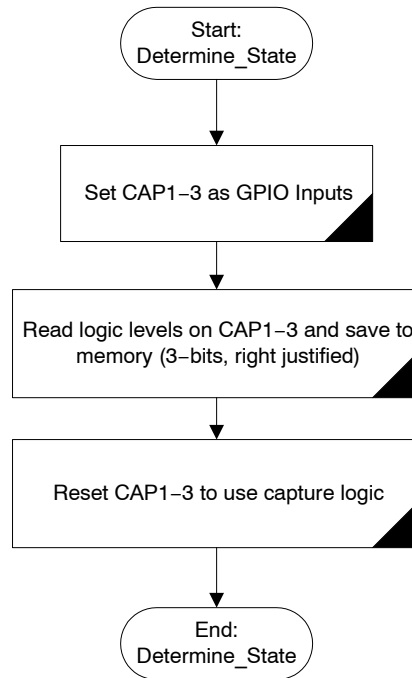 Start:
Determine_State
Set CAP1−3 as GPIO Inputs
Read logic levels on CAP1−3 and save to
memory (3−bits, right justified)
Reset CAP1−3 to use capture logic
End:
Determine_State